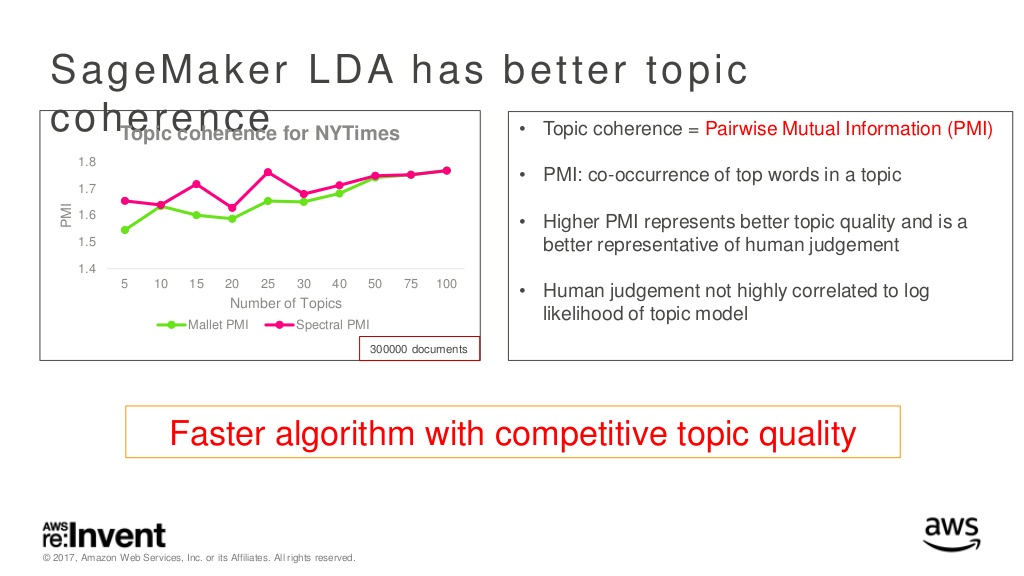 SageMaker LDA has better topic
coherence
Topic coherence for NYTimes
1.8
1.7
1.6
1.5
1.4
PMI
5 10 15 20 25 30 40 50 75 100
Number of Topics
Mallet PMI Spectral PMI
300000 documents
• Topic coherence = Pairwise Mutual Information (PMI)
• PMI: co-occurrence of top words in a topic
• Higher PMI represents better topic quality and is a
better representative of human judgement
• Human judgement not highly correlated to log
likelihood of topic model
Faster algorithm with competitive topic quality
AWS
re:Invent
aws
© 2017, Amazon Web Services, Inc. or its Affiliates. All rights reserved.